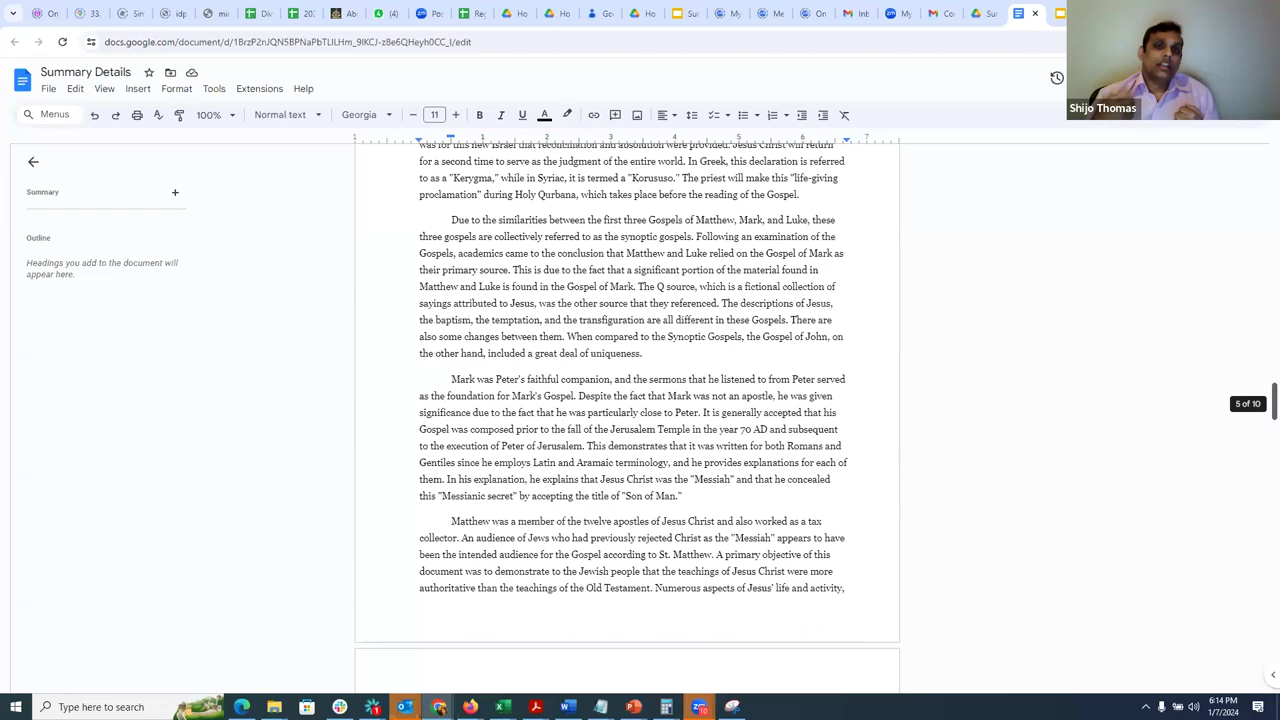 docs.google.com/document/d/1BrzP2nJQN5BPNaPbTLlLHm_9lKCJ-z8e6QHeyh0CC_I/edit
Summary Details
File Edit View Insert Format Tools Extensions Help
Menus 100% Normal text Georgia 11 B I U A
Shijo Thomas
1 1 2 3 4 5 6 7
Summary
Outline
Headings you add to the document will
appear here.
was for this new Israel that reconciliation and absolution were provided. Jesus Christ will return
for a second time to serve as the judgment of the entire world. In Greek, this declaration is referred
to as a "Kerygma," while in Syriac, it is termed a "Korususo." The priest will make this "life-giving
proclamation" during Holy Qurbana, which takes place before the reading of the Gospel.
Due to the similarities between the first three Gospels of Matthew, Mark, and Luke, these
three gospels are collectively referred to as the synoptic gospels. Following an examination of the
Gospels, academics came to the conclusion that Matthew and Luke relied on the Gospel of Mark as
their primary source. This is due to the fact that a significant portion of the material found in
Matthew and Luke is found in the Gospel of Mark. The Q source, which is a fictional collection of
sayings attributed to Jesus, was the other source that they referenced. The descriptions of Jesus,
the baptism, the temptation, and the transfiguration are all different in these Gospels. There are
also some changes between them. When compared to the Synoptic Gospels, the Gospel of John, on
the other hand, included a great deal of uniqueness.
Mark was Peter's faithful companion, and the sermons that he listened to from Peter served
as the foundation for Mark's Gospel. Despite the fact that Mark was not an apostle, he was given
significance due to the fact that he was particularly close to Peter. It is generally accepted that his
Gospel was composed prior to the fall of the Jerusalem Temple in the year 70 AD and subsequent
to the execution of Peter of Jerusalem. This demonstrates that it was written for both Romans and
Gentiles since he employs Latin and Aramaic terminology, and he provides explanations for each of
them. In his explanation, he explains that Jesus Christ was the "Messiah" and that he concealed
this "Messianic secret" by accepting the title of "Son of Man."
Matthew was a member of the twelve apostles of Jesus Christ and also worked as a tax
collector. An audience of Jews who had previously rejected Christ as the "Messiah" appears to have
been the intended audience for the Gospel according to St. Matthew. A primary objective of this
document was to demonstrate to the Jewish people that the teachings of Jesus Christ were more
authoritative than the teachings of the Old Testament. Numerous aspects of Jesus' life and activity,
5 of 10
Type here to search
6:14 PM
1/7/2024